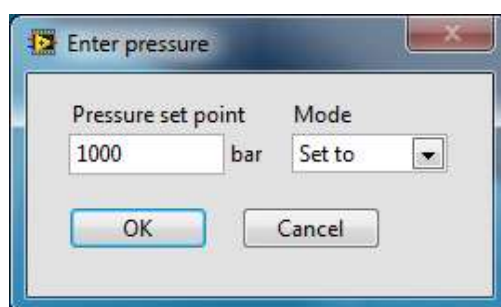 Enter pressure
Pressure set point Mode
1000 bar Set to
OK Cancel